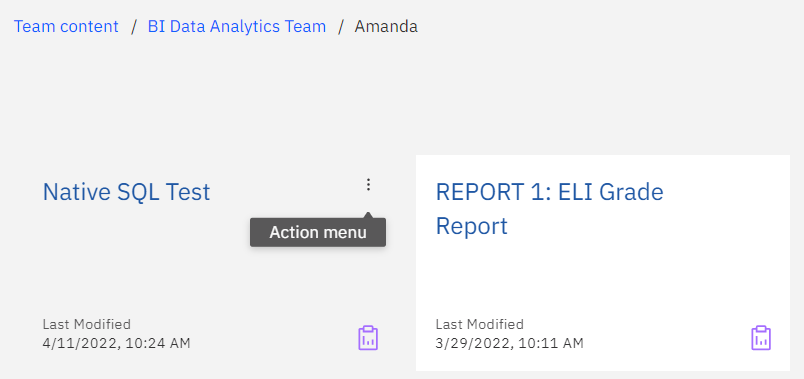 Team content / BI Data Analytics Team / Amanda
Native SQL Test
Action menu
Last Modified
4/11/2022, 10:24 AM
REPORT 1: ELI Grade
Report
Last Modified
3/29/2022, 10:11 AM